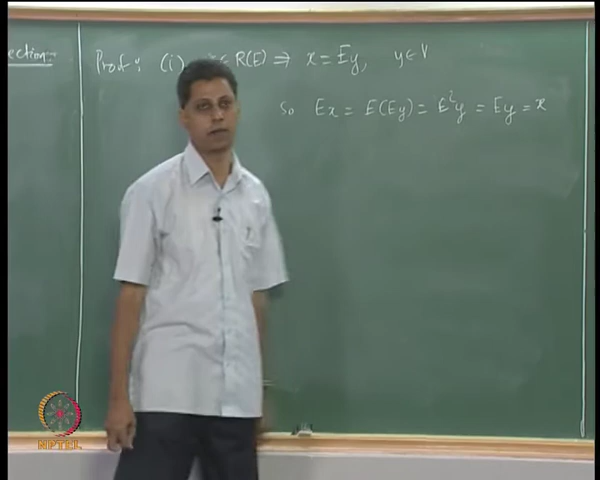 ection:
Proof: (i) x ∈ R(E) ⇒ x = Ey, y ∈ V
So Ex = E(Ey) = E²y = Ey = x
NPTEL